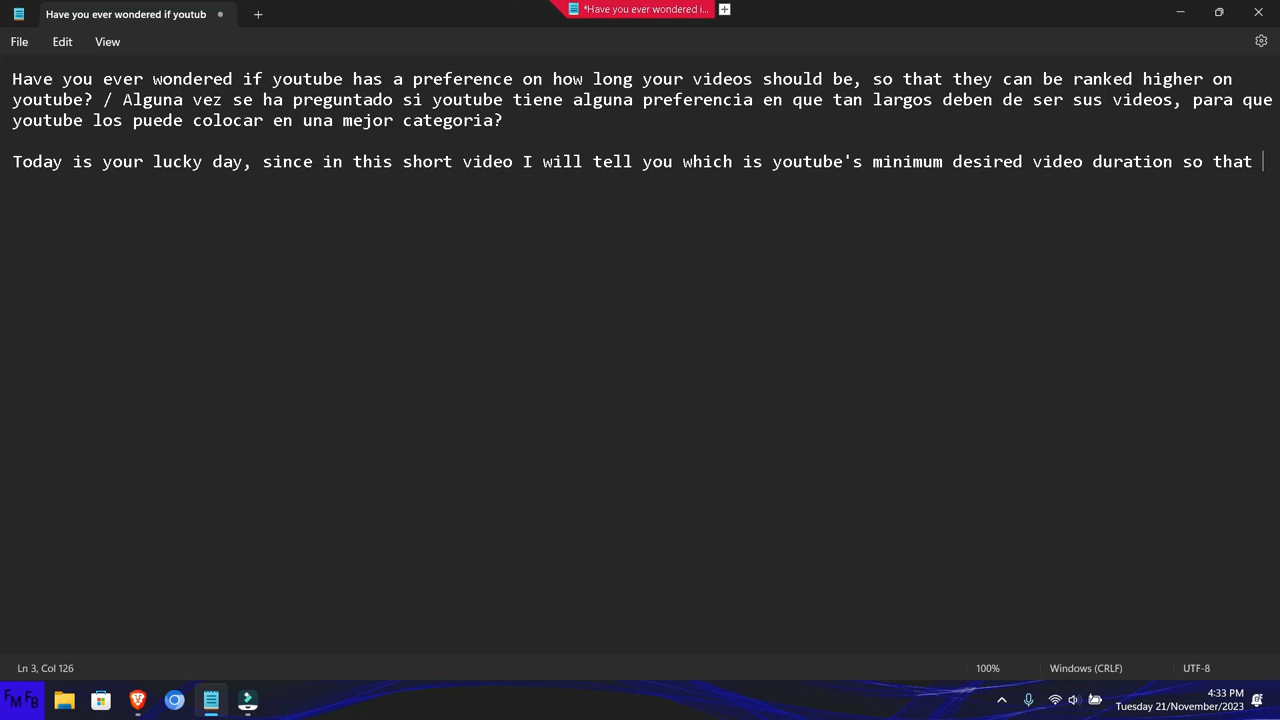 Have you ever wondered if youtub
*Have you ever wondered i...
File Edit View
Have you ever wondered if youtube has a preference on how long your videos should be, so that they can be ranked higher on
youtube? / Alguna vez se ha preguntado si youtube tiene alguna preferencia en que tan largos deben de ser sus videos, para que
youtube los puede colocar en una mejor categoria?
Today is your lucky day, since in this short video I will tell you which is youtube's minimum desired video duration so that
Ln 3, Col 126
100%
Windows (CRLF)
UTF-8
FM FB
4:33 PM
Tuesday 21/November/2023